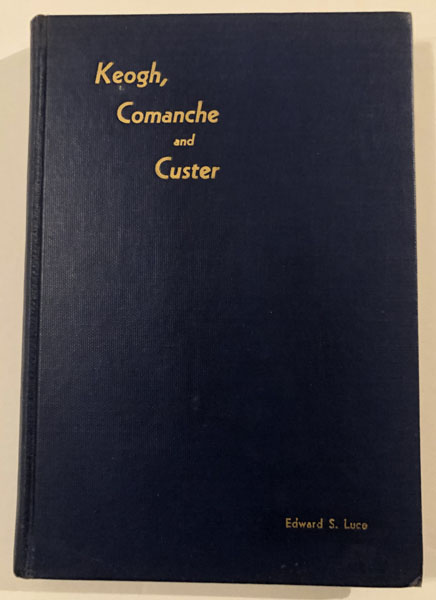 Keogh,
Comanche
and
Custer
Edward S. Luce